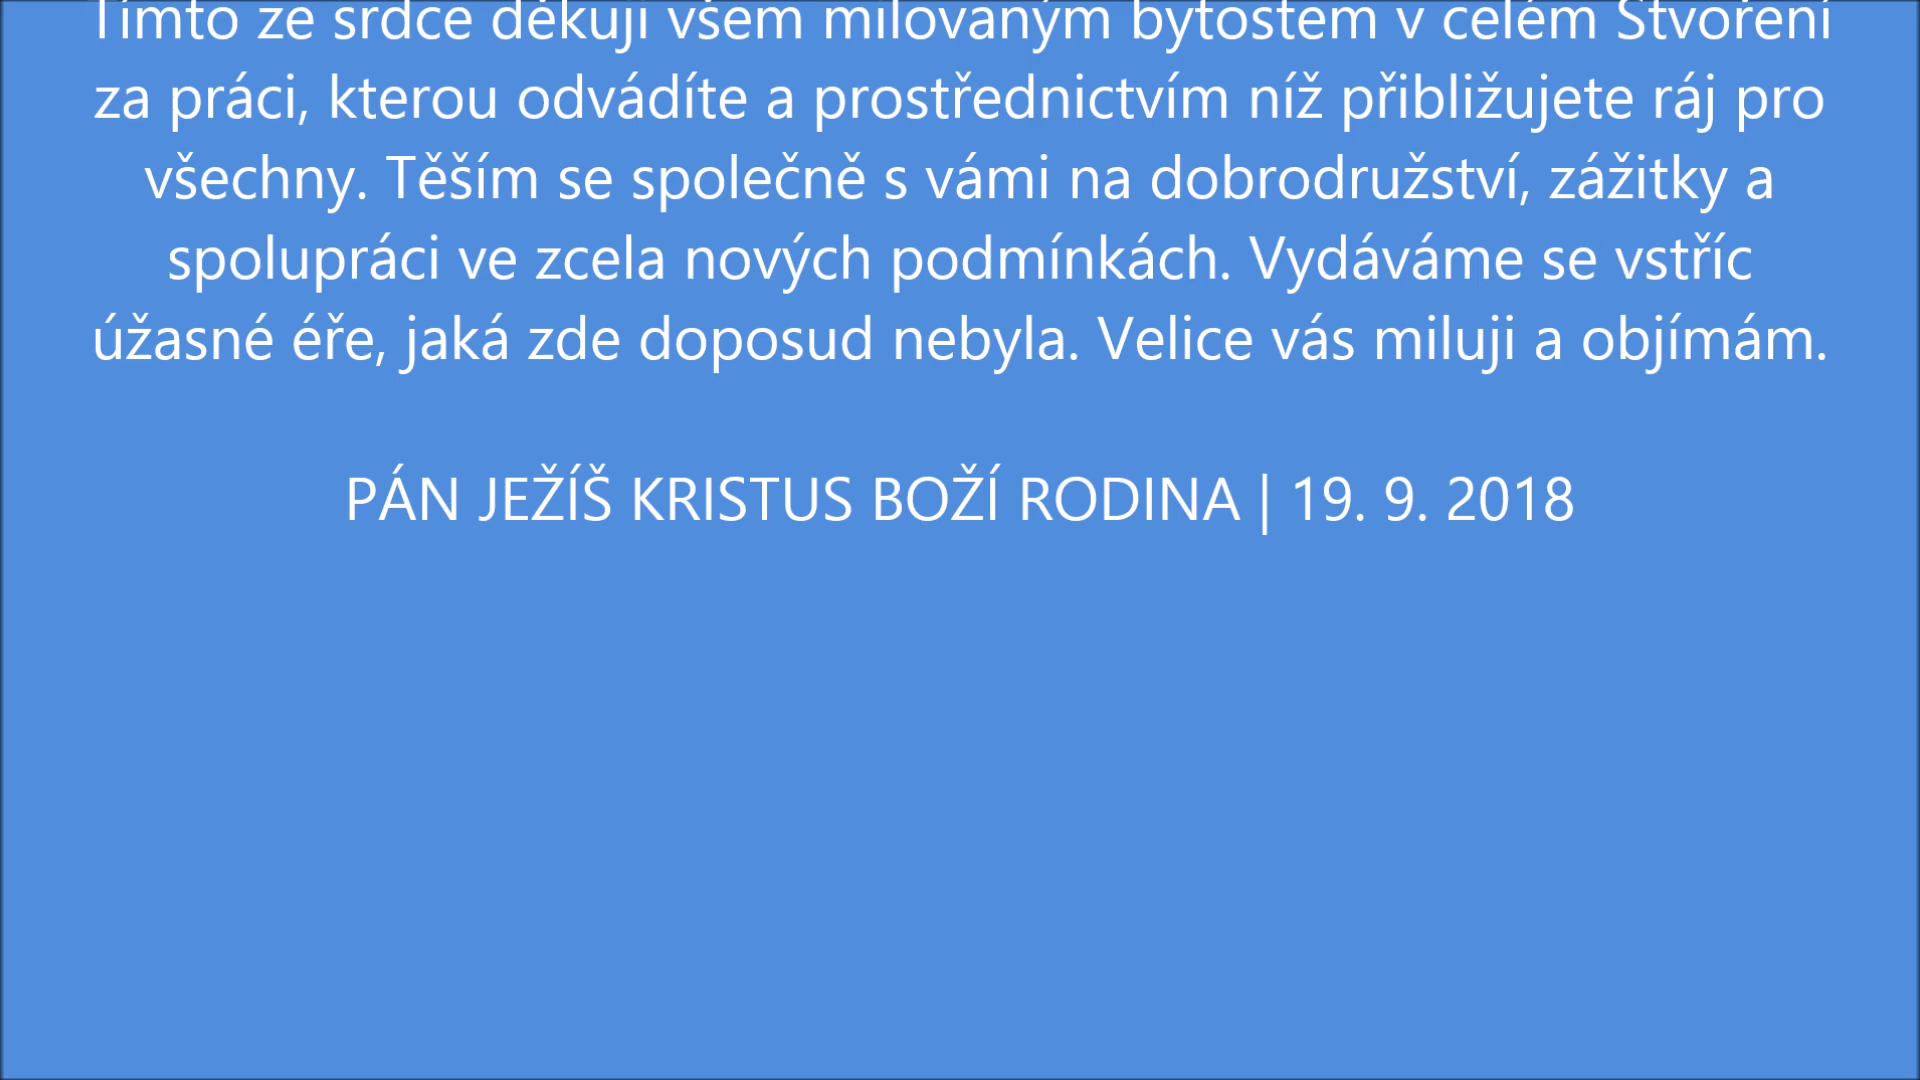 Tímto ze srdce děkuji všem milovaným bytostem v celém Stvoření
za práci, kterou odvádíte a prostřednictvím níž přibližujete ráj pro
všechny. Těším se společně s vámi na dobrodružství, zážitky a
spolupráci ve zcela nových podmínkách. Vydáváme se vstříc
úžasné éře, jaká zde doposud nebyla. Velice vás miluji a objímám.
PÁN JEŽÍŠ KRISTUS BOŽÍ RODINA | 19. 9. 2018